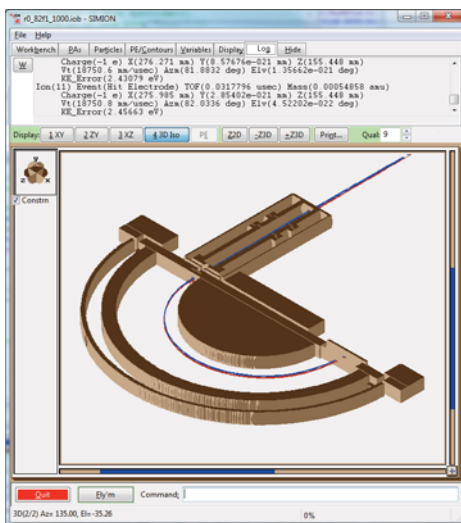 r0_82f1_1000.iob - SIMION
File Help
Workbench PAs Particles PE/Contours Variables Display Log Hide
W
Charge(-1 e) X(276.271 mm) Y(8.57676e-021 mm) Z(155.448 mm)
Vt(18750.6 mm/usec) Azm(81.8832 deg) Elv(1.35662e-021 deg)
KE_Error(2.43079 eV)
Ion(11) Event(Hit Electrode) TOF(0.0317796 usec) Mass(0.00054858 amu)
Charge(-1 e) X(275.985 mm) Y(2.85402e-021 mm) Z(155.448 mm)
Vt(18750.8 mm/usec) Azm(82.0336 deg) Elv(4.52202e-022 deg)
KE_Error(2.45663 eV)
Display: 1 XY 2 ZY 3 XZ 4 3D Iso PE Z2D -Z3D +Z3D Print... Qual: 9
Constrn
Quit Fly'm Command:
3D(2/2) Az= 135.00, El=-35.26 0%